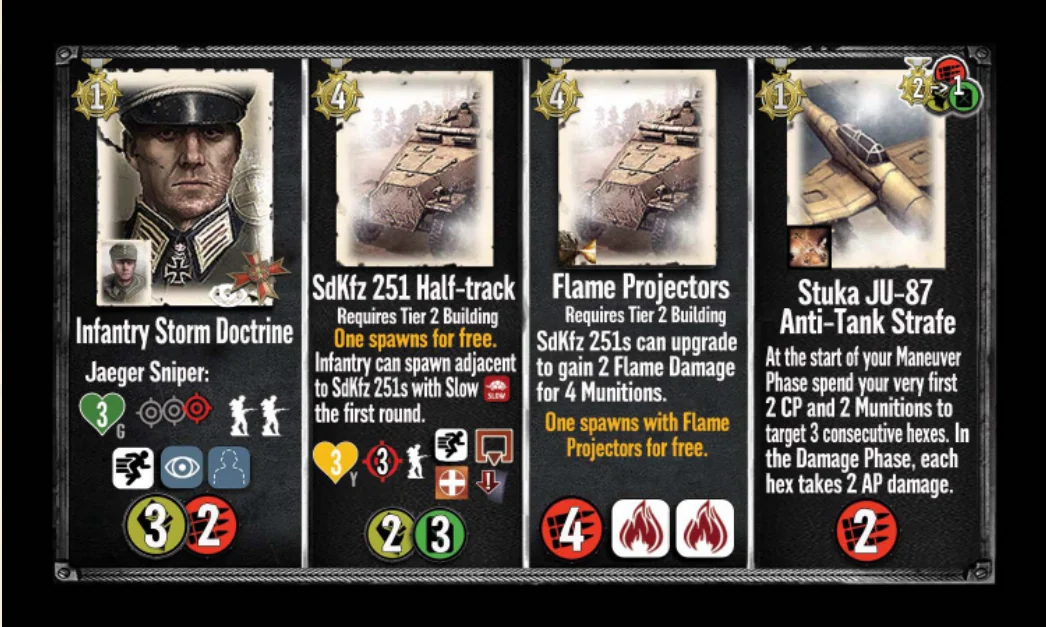 1
Infantry Storm Doctrine
Jaeger Sniper:
3
G
3 2
4
SdKfz 251 Half-track
Requires Tier 2 Building
One spawns for free.
Infantry can spawn adjacent
to SdKfz 251s with Slow SLOW
the first round.
3 Y 3
2 3
4
Flame Projectors
Requires Tier 2 Building
SdKfz 251s can upgrade
to gain 2 Flame Damage
for 4 Munitions.
One spawns with Flame
Projectors for free.
4
1
2 -> 1
Stuka JU-87
Anti-Tank Strafe
At the start of your Maneuver
Phase spend your very first
2 CP and 2 Munitions to
target 3 consecutive hexes. In
the Damage Phase, each
hex takes 2 AP damage.
2